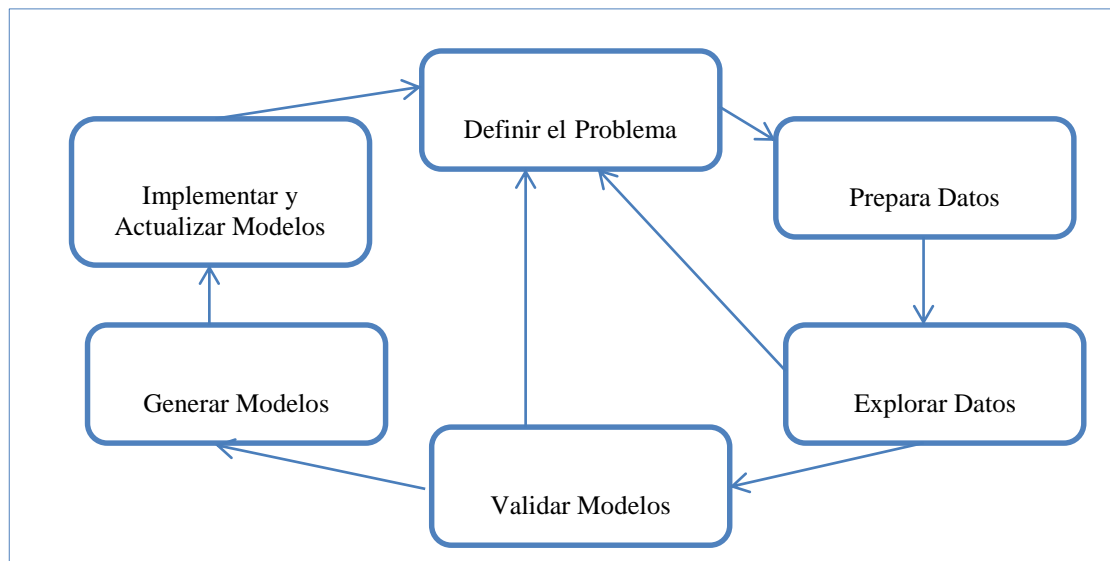 Definir el Problema
Prepara Datos
Explorar Datos
Validar Modelos
Generar Modelos
Implementar y
Actualizar Modelos